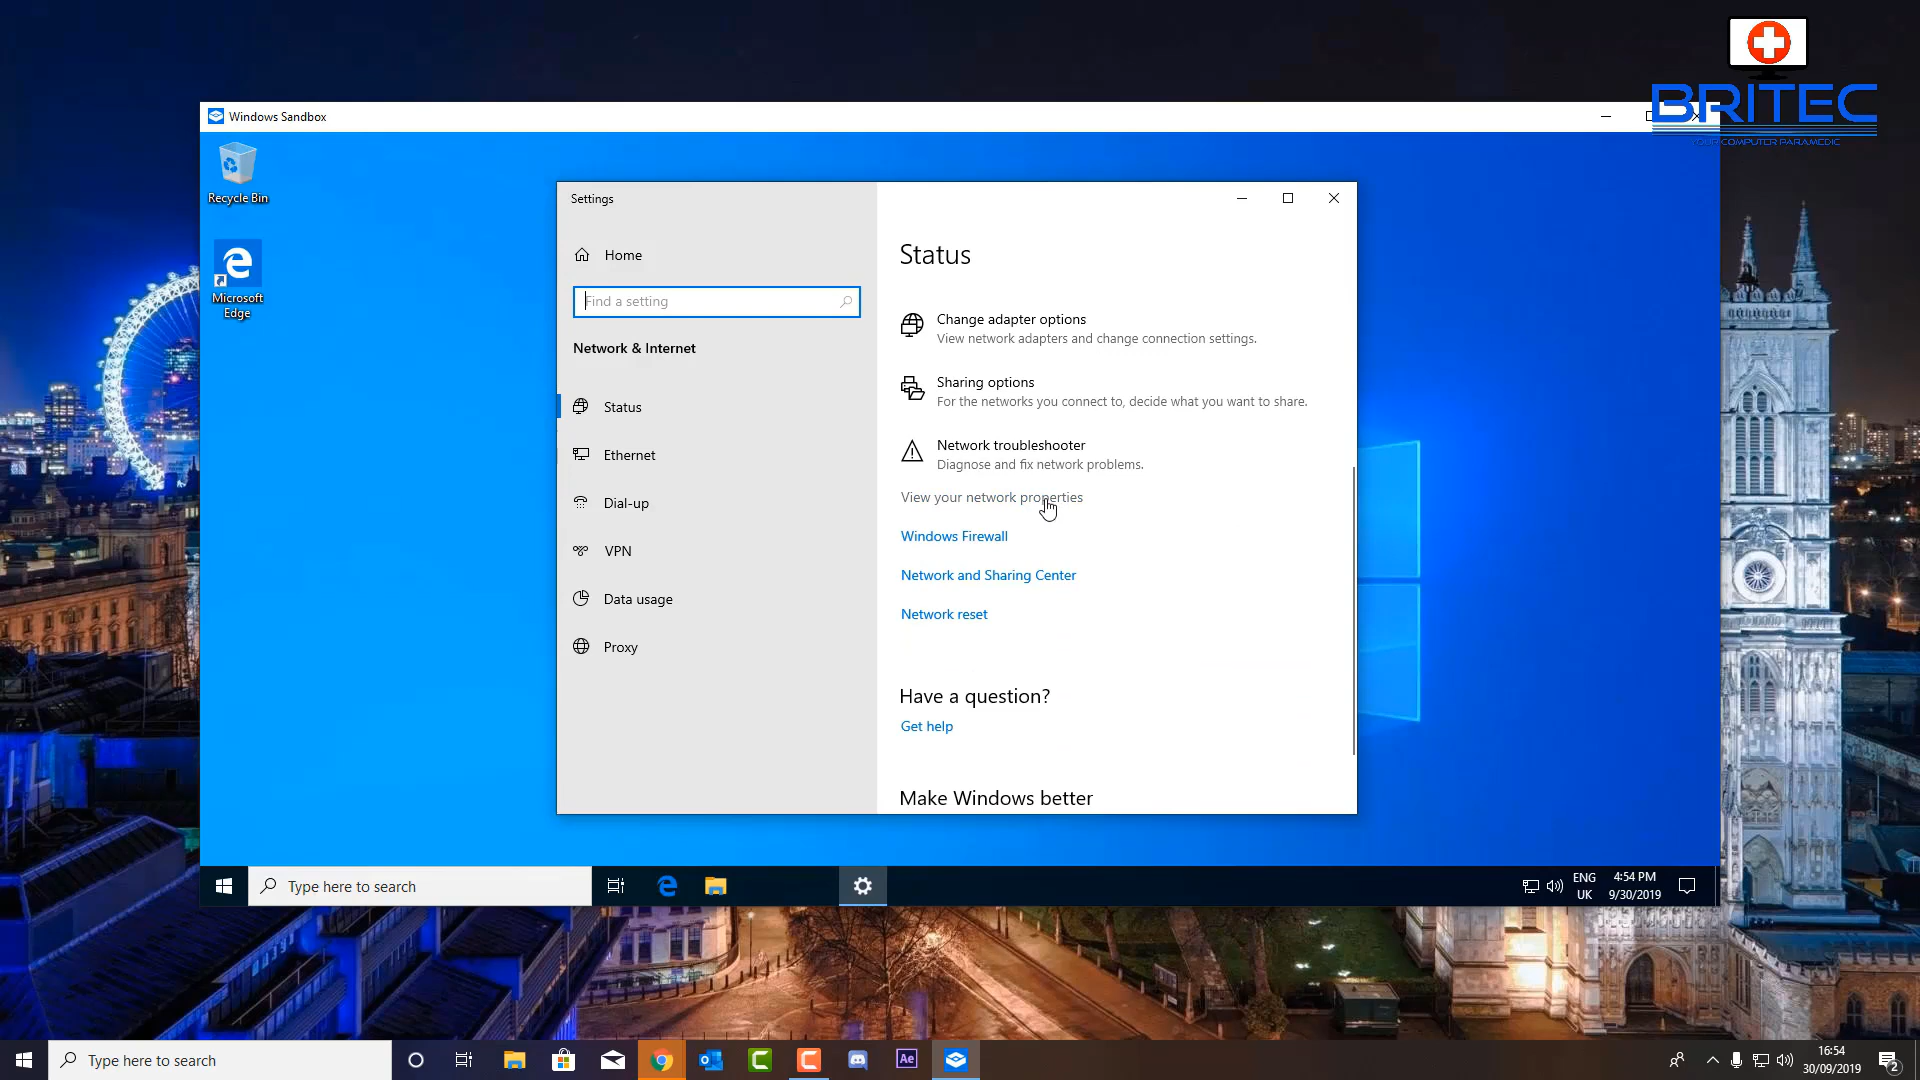 BRITEC
YOUR COMPUTER PARAMEDIC
Windows Sandbox
Recycle Bin
Microsoft
Edge
Settings
Home
Find a setting
Network & Internet
Status
Ethernet
Dial-up
VPN
Data usage
Proxy
Status
Change adapter options
View network adapters and change connection settings.
Sharing options
For the networks you connect to, decide what you want to share.
Network troubleshooter
Diagnose and fix network problems.
View your network properties
Windows Firewall
Network and Sharing Center
Network reset
Have a question?
Get help
Make Windows better
Type here to search
ENG
UK
4:54 PM
9/30/2019
Type here to search
Ae
16:54
30/09/2019
2